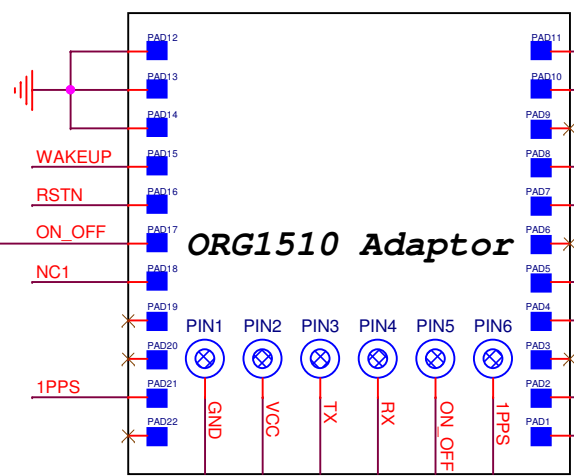 PAD12 PAD11
PAD13 PAD10
PAD14 PAD9
WAKEUP PAD15 PAD8
RSTN PAD16 PAD7
ON_OFF PAD17 ORG1510 Adaptor PAD6
NC1 PAD18 PAD5
PAD19 PAD4
PIN1 PIN2 PIN3 PIN4 PIN5 PIN6
PAD20 PAD3
1PPS PAD21 PAD2
GND VCC TX RX ON_OFF 1PPS
PAD22 PAD1